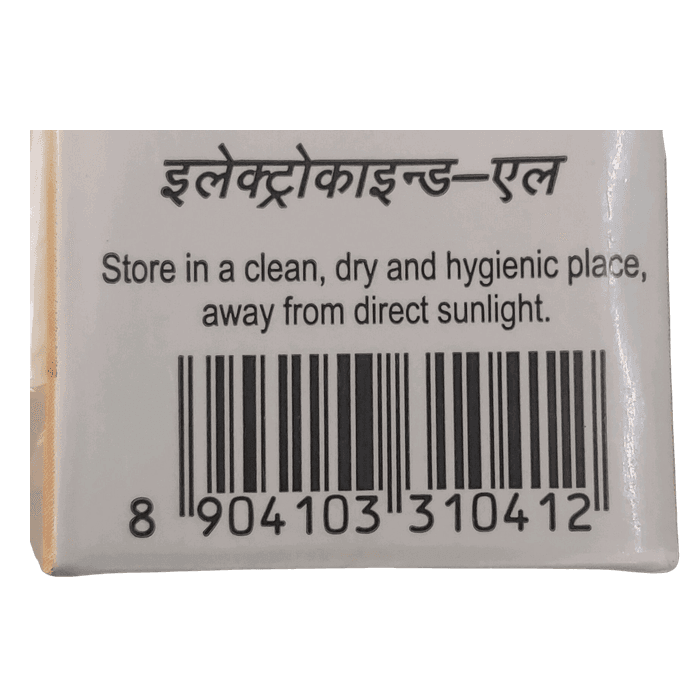 इलेक्ट्रोकाइन्ड–एल
Store in a clean, dry and hygienic place,
away from direct sunlight.
8 904103 310412